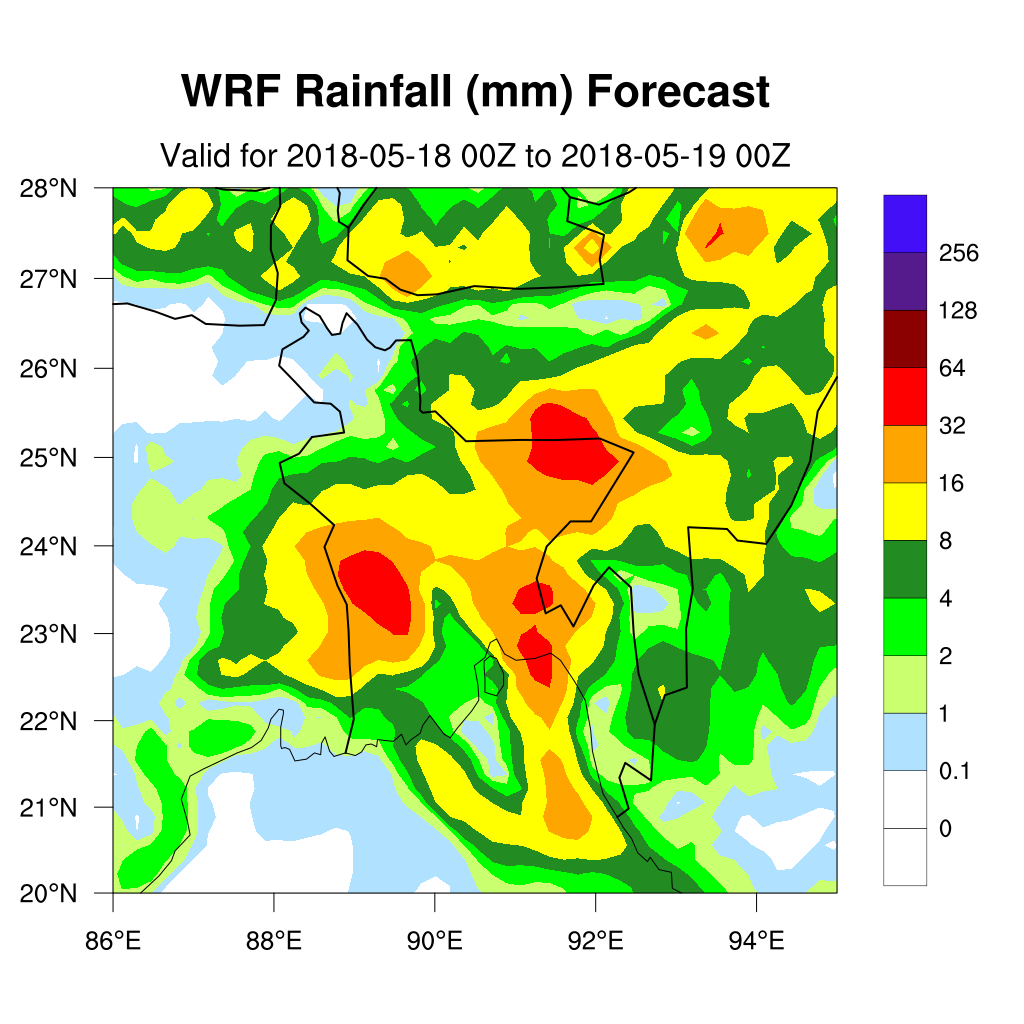 WRF Rainfall (mm) Forecast
Valid for 2018-05-18 00Z to 2018-05-19 00Z
28°N
27°N
26°N
25°N
24°N
23°N
22°N
21°N
20°N
86°E 88°E 90°E 92°E 94°E
256
128
64
32
16
8
4
2
1
0.1
0